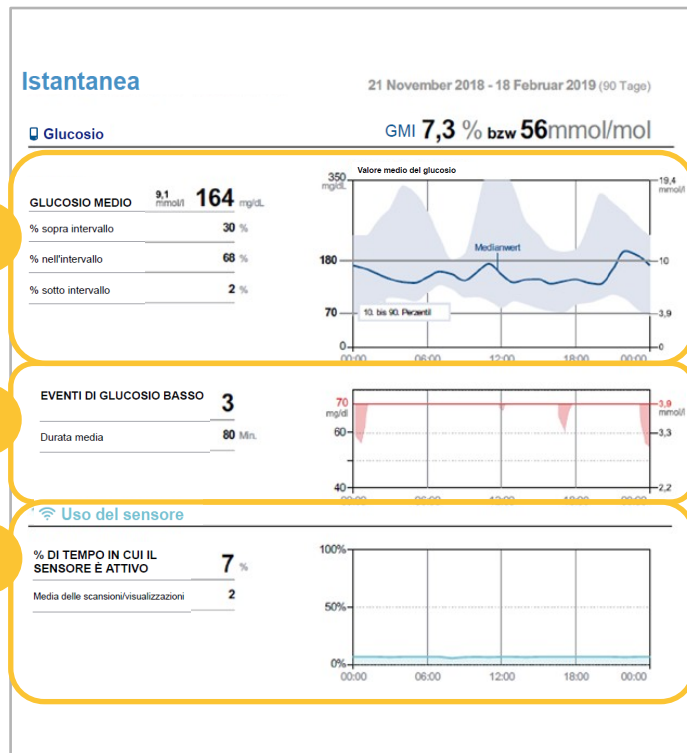 Istantanea
21 November 2018 - 18 Februar 2019 (90 Tage)
Glucosio
GMI 7,3 % bzw 56mmol/mol
GLUCOSIO MEDIO 9,1 mmol/l 164 mg/dL
% sopra intervallo 30 %
% nell'intervallo 68 %
% sotto intervallo 2 %
Valore medio del glucosio
350
mg/dL
19,4
mmol/l
Medianwert
180
10
70
3,9
10. bis 90. Perzentil
0
0
00:00 06:00 12:00 18:00 00:00
EVENTI DI GLUCOSIO BASSO 3
Durata media 80 Min.
70
mg/dl
3,9
mmol/l
60
3,3
40
2,2
00:00 06:00 12:00 18:00 00:00
Uso del sensore
% DI TEMPO IN CUI IL
SENSORE È ATTIVO 7 %
Media delle scansioni/visualizzazioni 2
100%
50%
0%
00:00 06:00 12:00 18:00 00:00